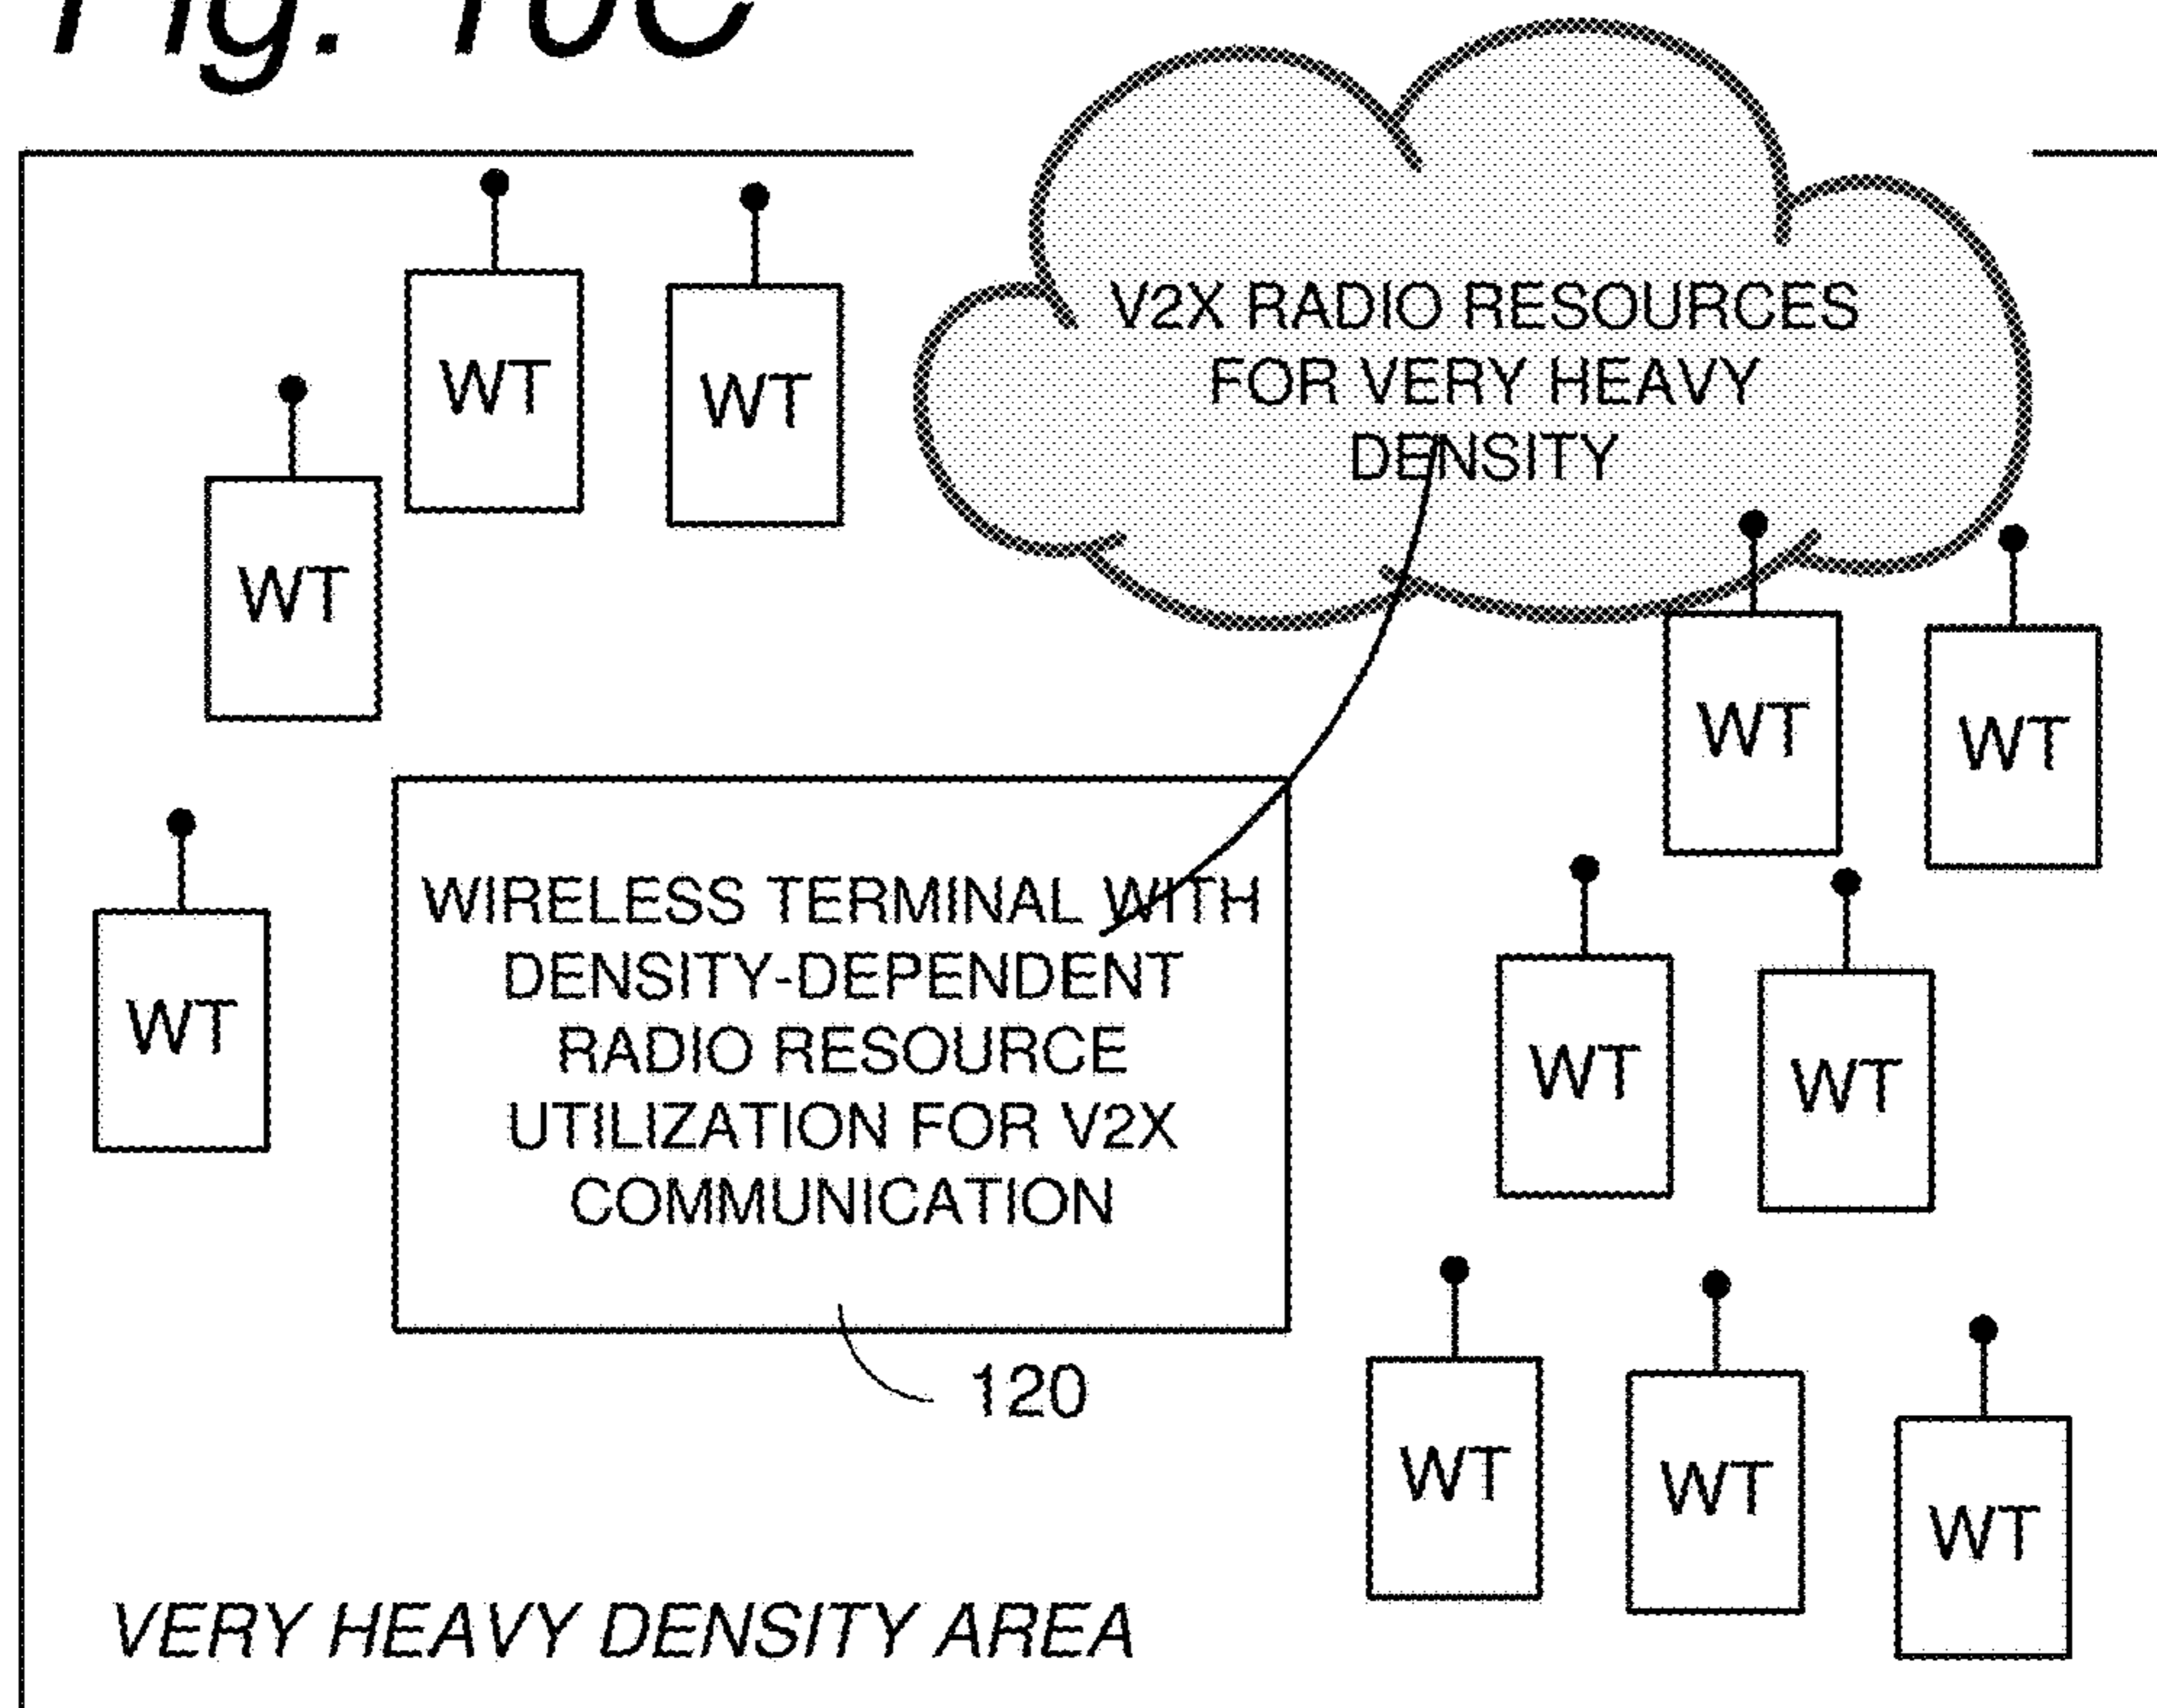 Fig. 10C
V2X RADIO RESOURCES
FOR VERY HEAVY
DENSITY
WT
WT
WT
WT
WT
WT
WIRELESS TERMINAL WITH
DENSITY-DEPENDENT
RADIO RESOURCE
UTILIZATION FOR V2X
COMMUNICATION
WT
WT
WT
120
WT
WT
WT
VERY HEAVY DENSITY AREA